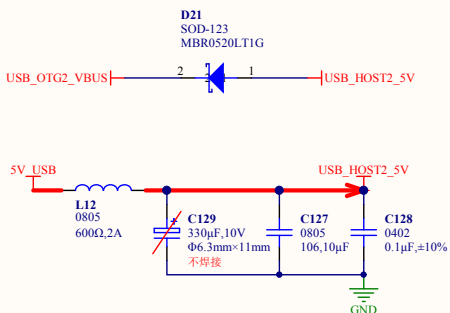 D21
SOD-123
MBR0520LT1G
USB_OTG2_VBUS
2
1
USB_HOST2_5V
5V_USB
USB_HOST2_5V
L12
0805
600Ω,2A
+
C129
330μF,10V
Φ6.3mm×11mm
不焊接
C127
0805
106,10μF
C128
0402
0.1μF,±10%
GND